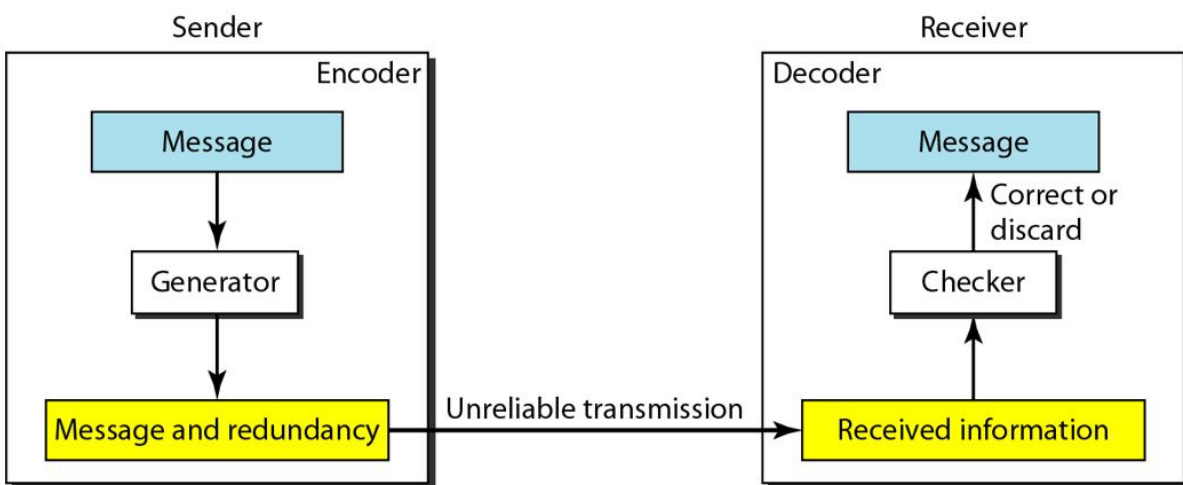 Sender
Encoder
Message
Generator
Message and redundancy
Unreliable transmission
Receiver
Decoder
Message
Correct or
discard
Checker
Received information